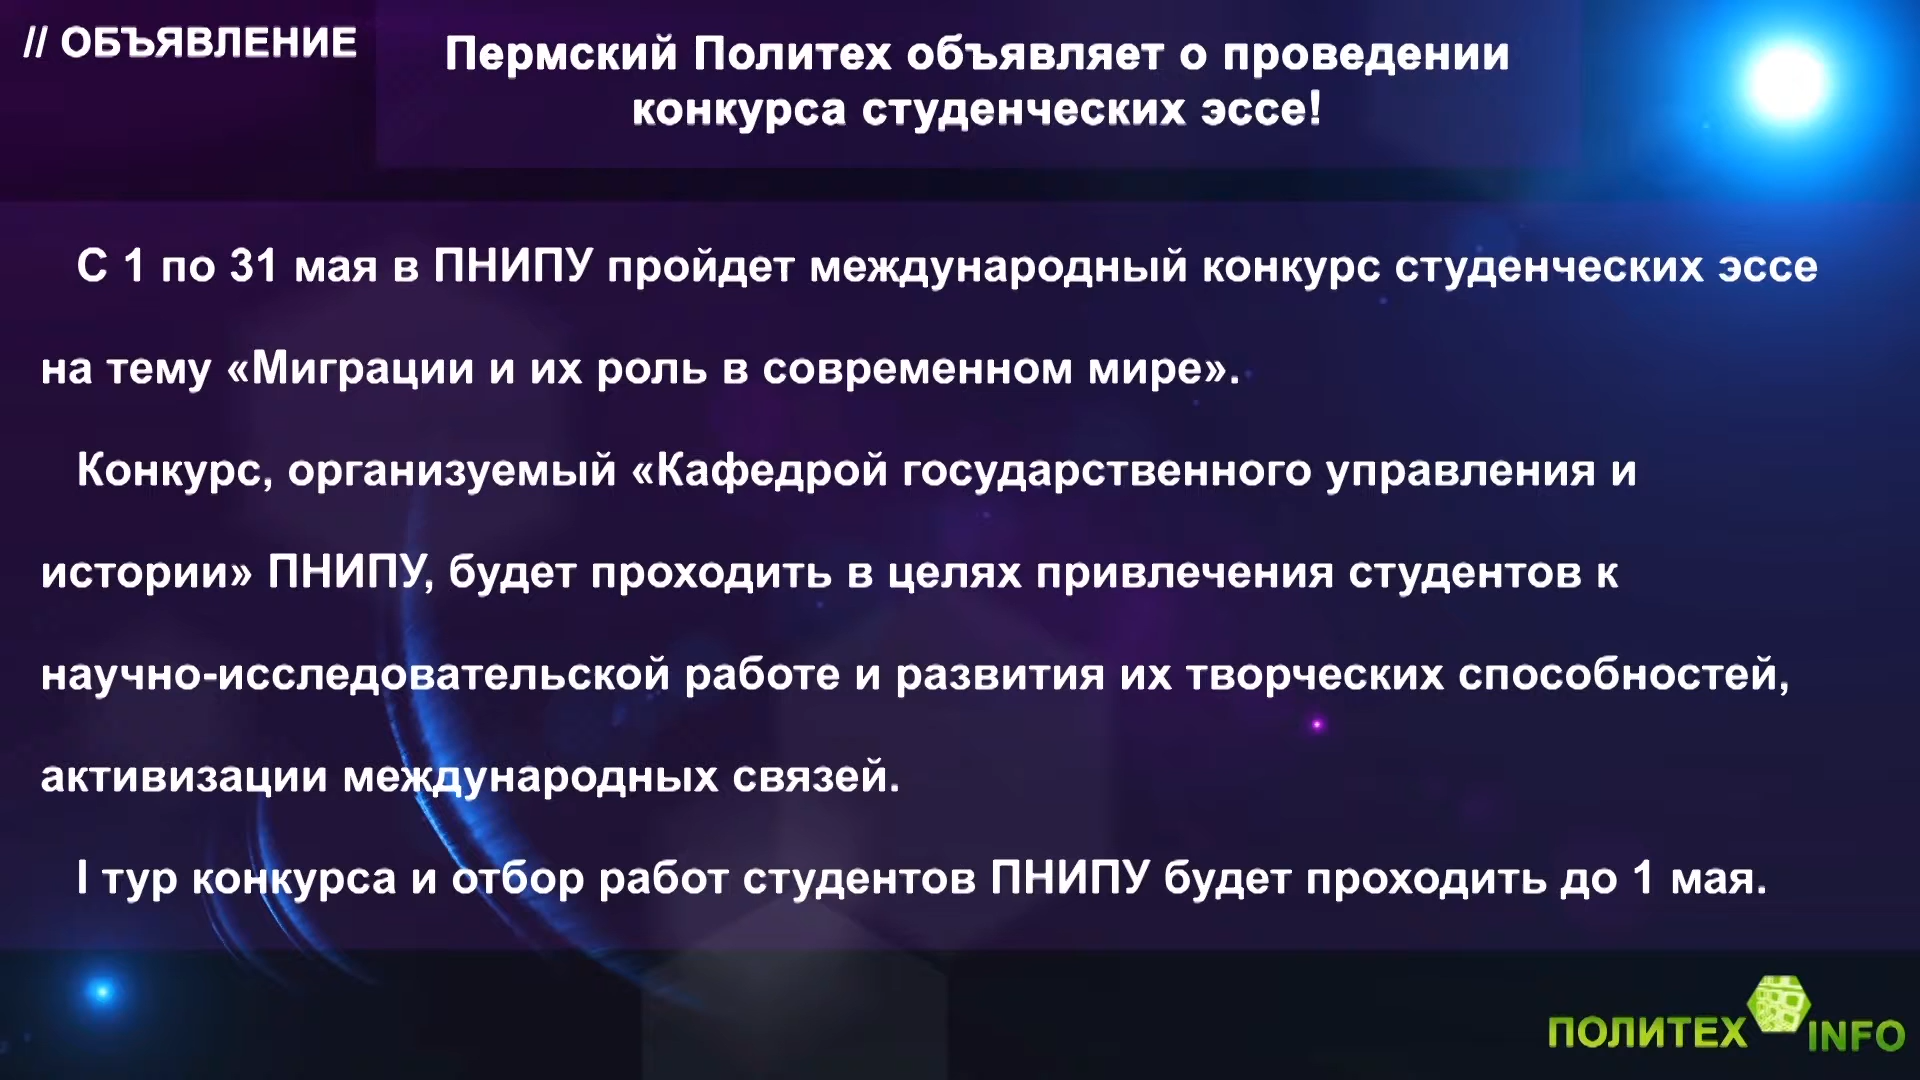 // ОБЪЯВЛЕНИЕ
Пермский Политех объявляет о проведении
конкурса студенческих эссе!
С 1 по 31 мая в ПНИПУ пройдет международный конкурс студенческих эссе
на тему «Миграции и их роль в современном мире».
Конкурс, организуемый «Кафедрой государственного управления и
истории» ПНИПУ, будет проходить в целях привлечения студентов к
научно-исследовательской работе и развития их творческих способностей,
активизации международных связей.
I тур конкурса и отбор работ студентов ПНИПУ будет проходить до 1 мая.
ПОЛИТЕХ INFO